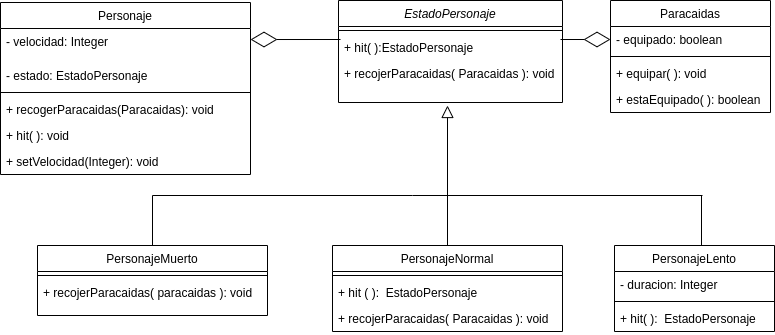 Personaje
- velocidad: Integer
- estado: EstadoPersonaje
+ recogerParacaidas(Paracaidas): void
+ hit( ): void
+ setVelocidad(Integer): void
EstadoPersonaje
+ hit( ):EstadoPersonaje
+ recojerParacaidas( Paracaidas ): void
Paracaidas
- equipado: boolean
+ equipar( ): void
+ estaEquipado( ): boolean
PersonajeMuerto
+ recojerParacaidas( paracaidas ): void
PersonajeNormal
+ hit ( ):  EstadoPersonaje
+ recojerParacaidas( Paracaidas ): void
PersonajeLento
- duracion: Integer
+ hit( ):  EstadoPersonaje